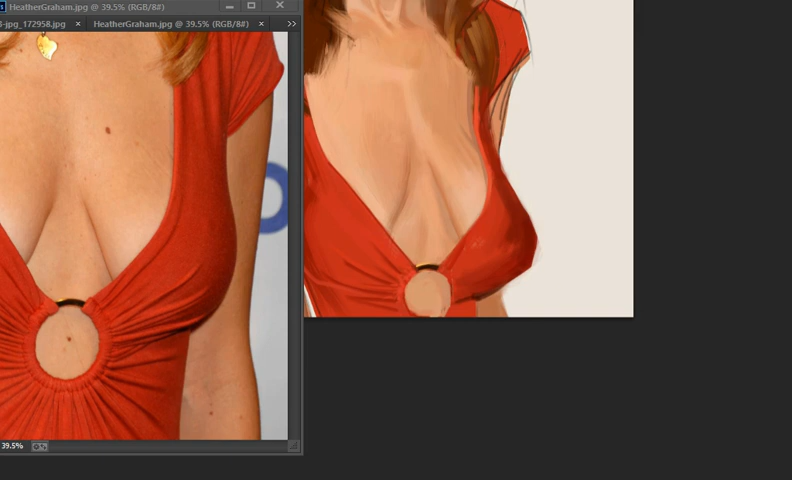 HeatherGraham.jpg @ 39.5% (RGB/8#)
-jpg_172958.jpg × HeatherGraham.jpg @ 39.5% (RGB/8#) × »
39.5%